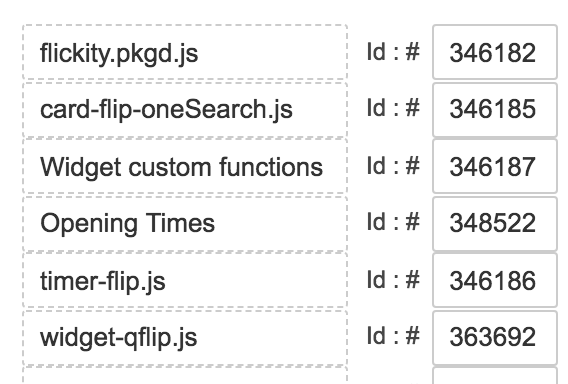 flickity.pkgd.js Id : # 346182
card-flip-oneSearch.js Id : # 346185
Widget custom functions Id : # 346187
Opening Times Id : # 348522
timer-flip.js Id : # 346186
widget-qflip.js Id : # 363692